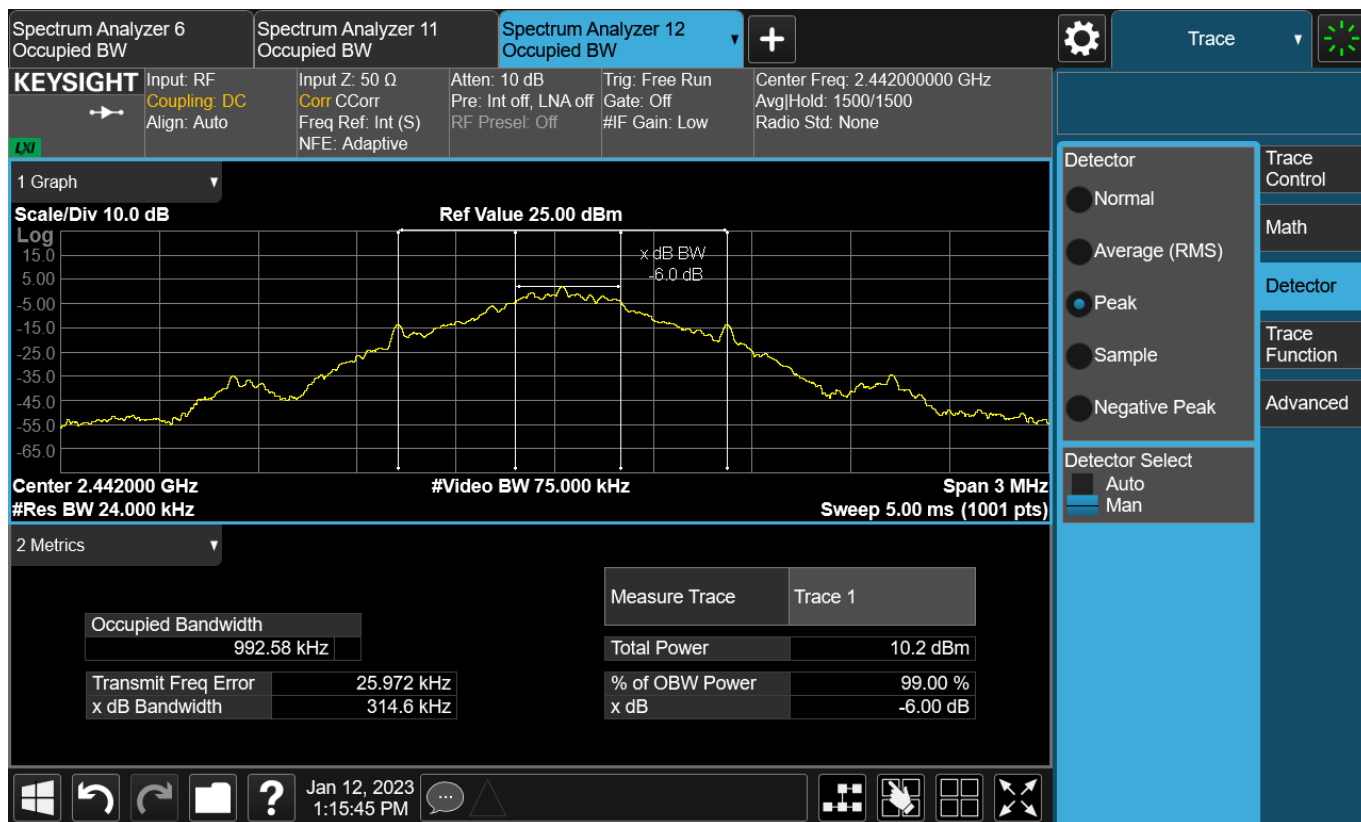 Spectrum Analyzer 6
Occupied BW
Spectrum Analyzer 11
Occupied BW
Spectrum Analyzer 12
Occupied BW
Trace
KEYSIGHT
LXI
Input: RF
Coupling: DC
Align: Auto
Input Z: 50 Ω
Corr CCorr
Freq Ref: Int (S)
NFE: Adaptive
Atten: 10 dB
Pre: Int off, LNA off
RF Presel: Off
Trig: Free Run
Gate: Off
#IF Gain: Low
Center Freq: 2.442000000 GHz
Avg|Hold: 1500/1500
Radio Std: None
1 Graph
Scale/Div 10.0 dB
Ref Value 25.00 dBm
Log
15.0
5.00
-5.00
-15.0
-25.0
-35.0
-45.0
-55.0
-65.0
x dB BW
-6.0 dB
Center 2.442000 GHz
#Video BW 75.000 kHz
Span 3 MHz
#Res BW 24.000 kHz
Sweep 5.00 ms (1001 pts)
2 Metrics
Measure Trace
Trace 1
Occupied Bandwidth
992.58 kHz
Total Power
10.2 dBm
Transmit Freq Error
25.972 kHz
% of OBW Power
99.00 %
x dB Bandwidth
314.6 kHz
x dB
-6.00 dB
Jan 12, 2023
1:15:45 PM
Detector
Normal
Average (RMS)
Peak
Sample
Negative Peak
Detector Select
Auto
Man
Trace
Control
Math
Detector
Trace
Function
Advanced